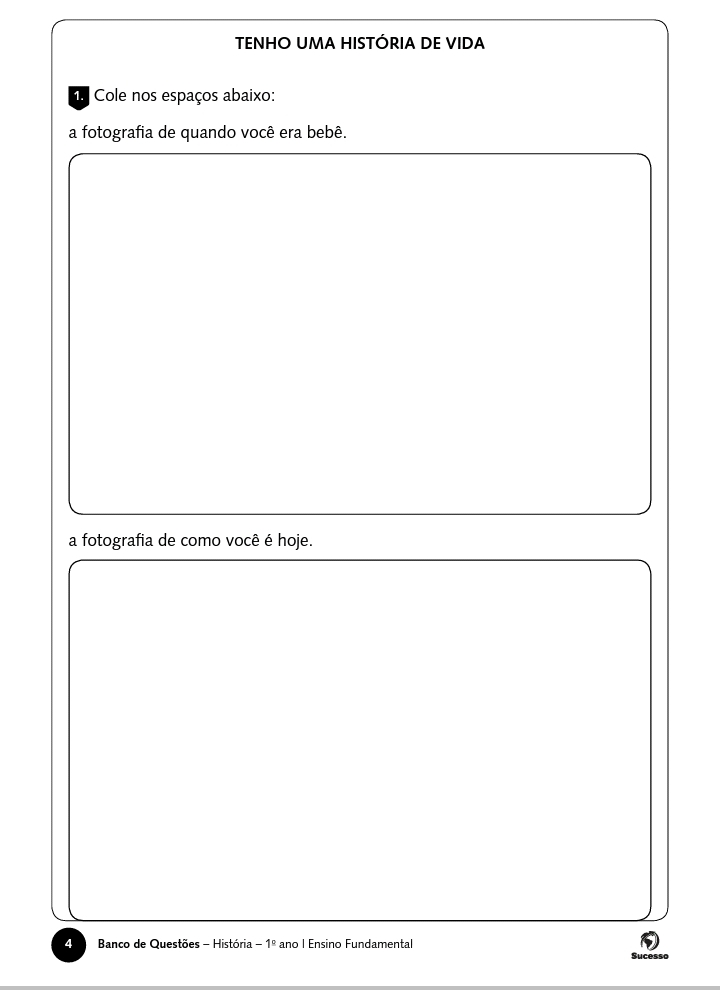 TENHO UMA HISTÓRIA DE VIDA
1. Cole nos espaços abaixo:
a fotografia de quando você era bebê.
a fotografia de como você é hoje.
4 Banco de Questões – História – 1º ano | Ensino Fundamental
Sucesso